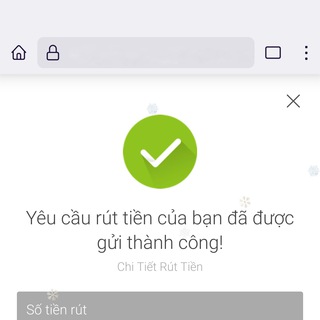 Yêu cầu rút tiền của bạn đã được
gửi thành công!
Chi Tiết Rút Tiền
Số tiền rút